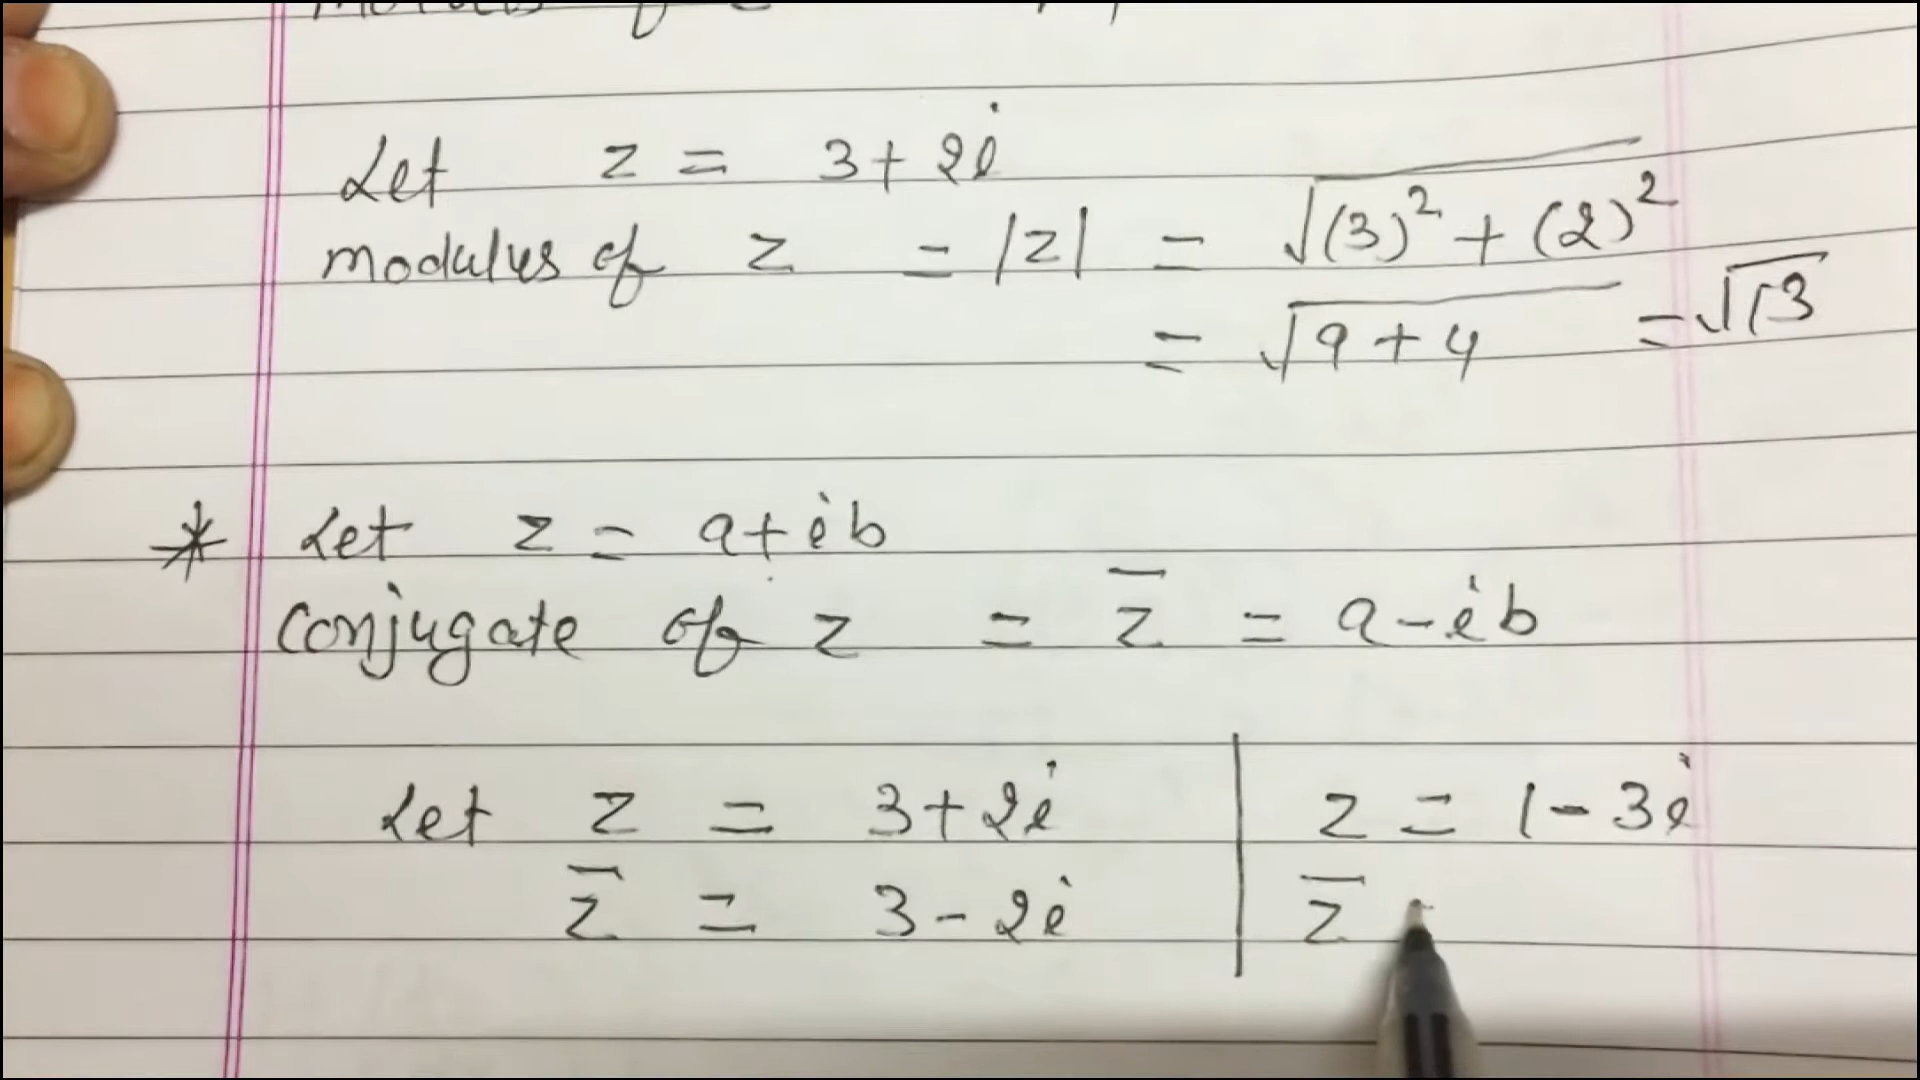 Let z = 3+2i
modulus of z = |z| = √(3)² + (2)²
= √9+4 = √13
* Let z = a+ib
conjugate of z = z̅ = a-ib
Let z = 3+2i | z = 1-3i
z̅ = 3-2i | z̅